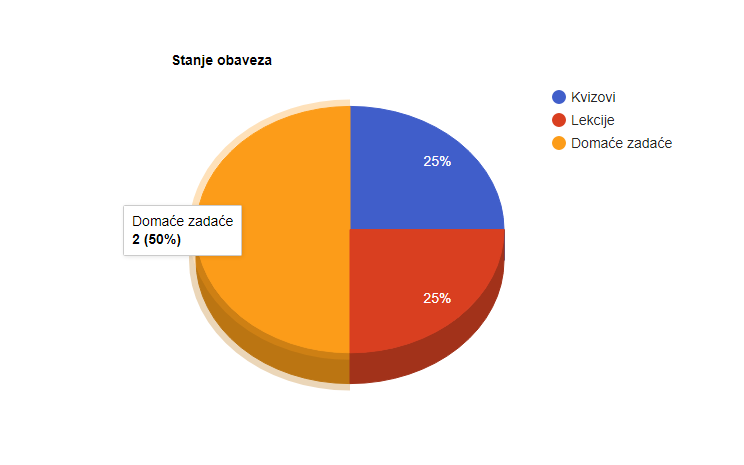 Stanje obaveza
Kvizovi
Lekcije
Domaće zadaće
25%
Domaće zadaće
2 (50%)
25%